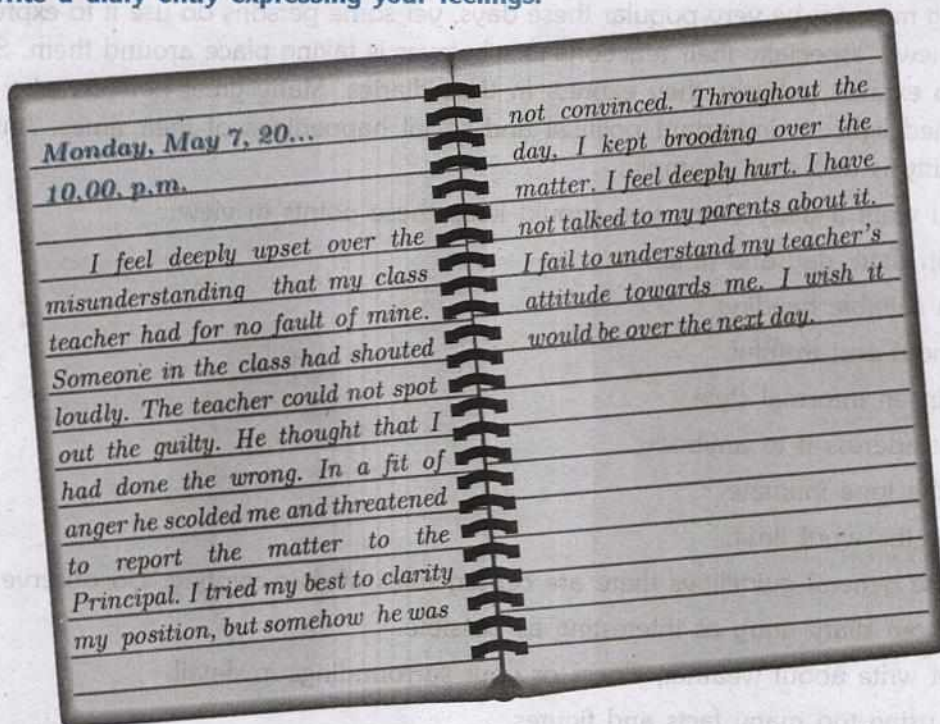 write a diary entry expressing your feelings.
Monday, May 7, 20...
10.00. p.m.
I feel deeply upset over the
misunderstanding that my class
teacher had for no fault of mine.
Someone in the class had shouted
loudly. The teacher could not spot
out the guilty. He thought that I
had done the wrong. In a fit of
anger he scolded me and threatened
to report the matter to the
Principal. I tried my best to clarity
my position, but somehow he was
not convinced. Throughout the
day, I kept brooding over the
matter. I feel deeply hurt. I have
not talked to my parents about it.
I fail to understand my teacher's
attitude towards me. I wish it
would be over the next day.